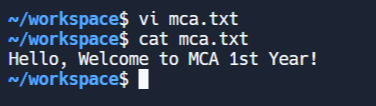 ~/workspace$ vi mca.txt
~/workspace$ cat mca.txt
Hello, Welcome to MCA 1st Year!
~/workspace$